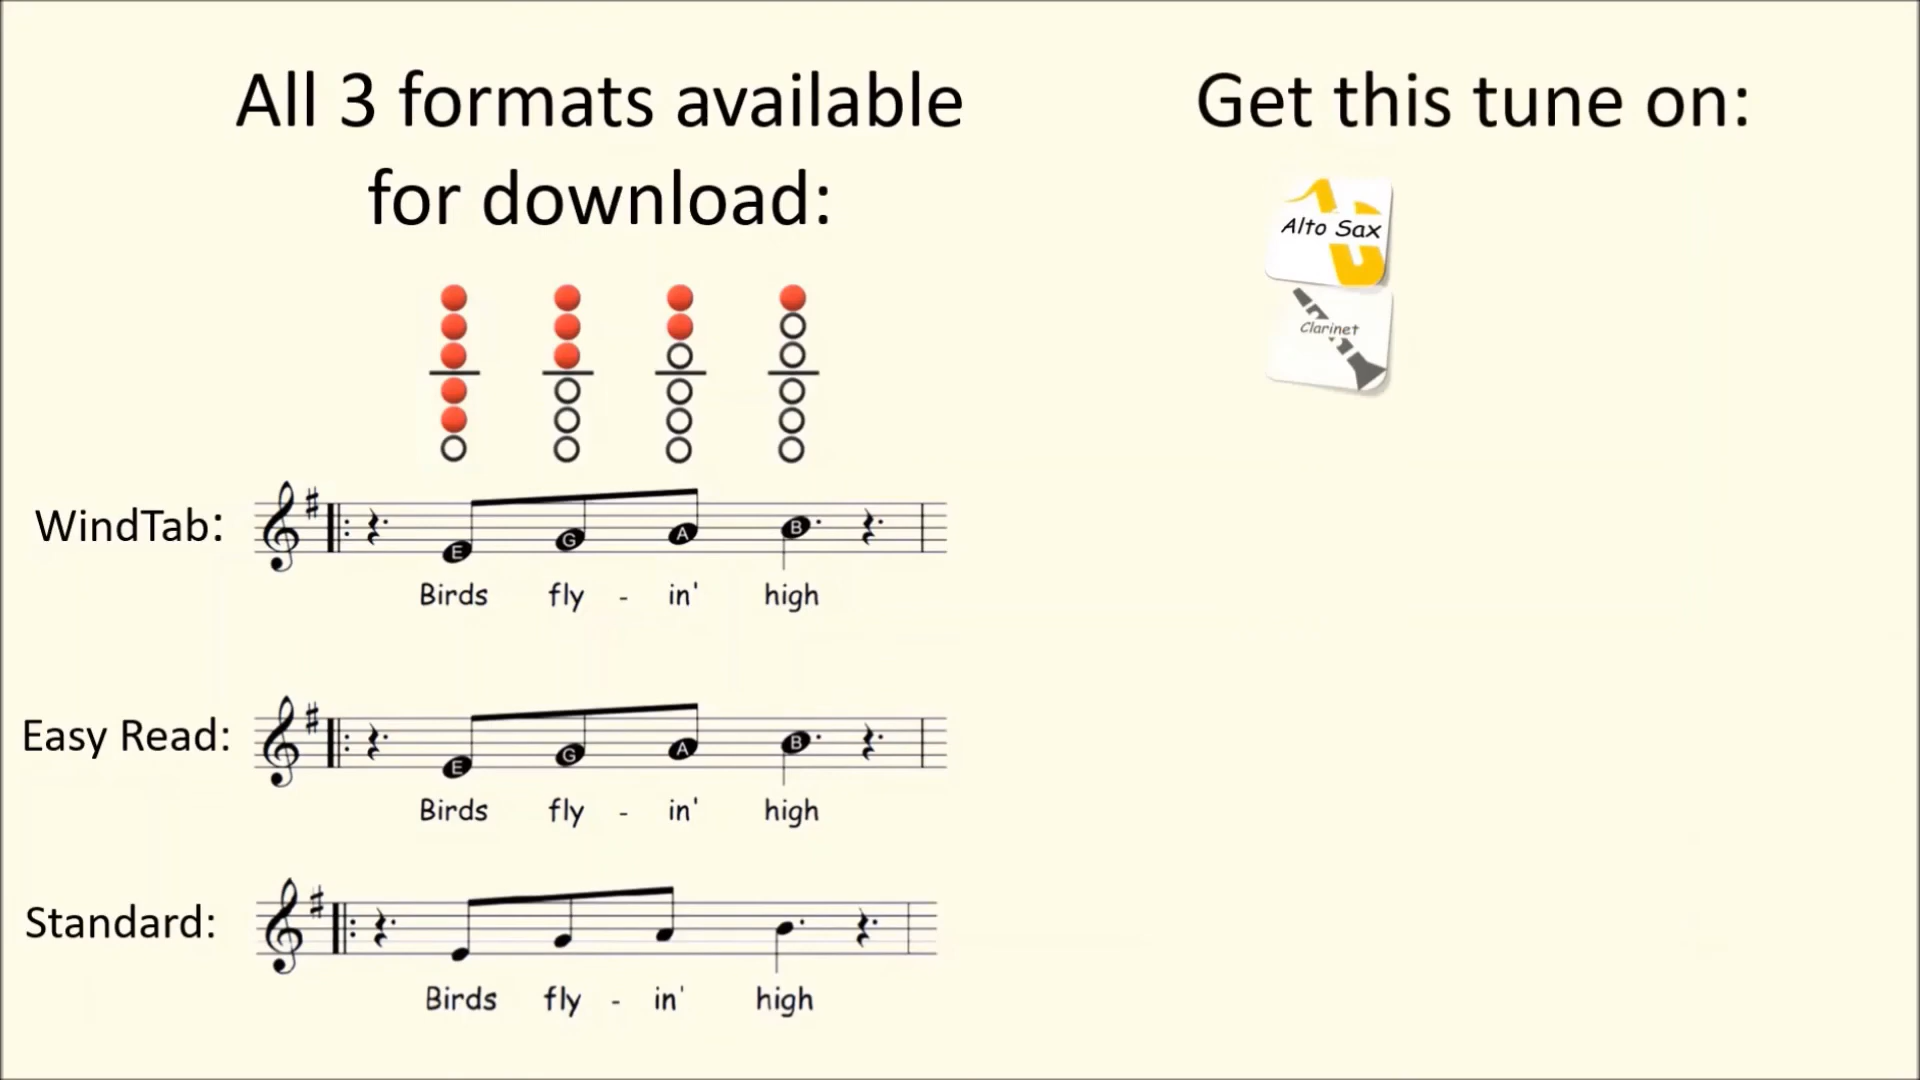 All 3 formats available
for download:
Get this tune on:
Alto Sax
Clarinet
WindTab:
E G A B
Birds fly - in' high
Easy Read:
E G A B
Birds fly - in' high
Standard:
Birds fly - in' high